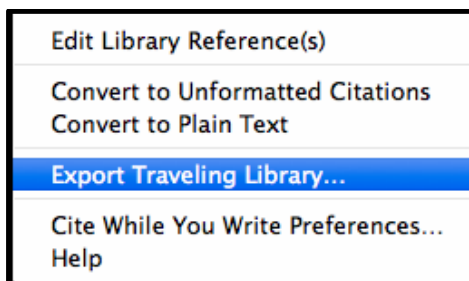 Edit Library Reference(s)
Convert to Unformatted Citations
Convert to Plain Text
Export Traveling Library...
Cite While You Write Preferences...
Help